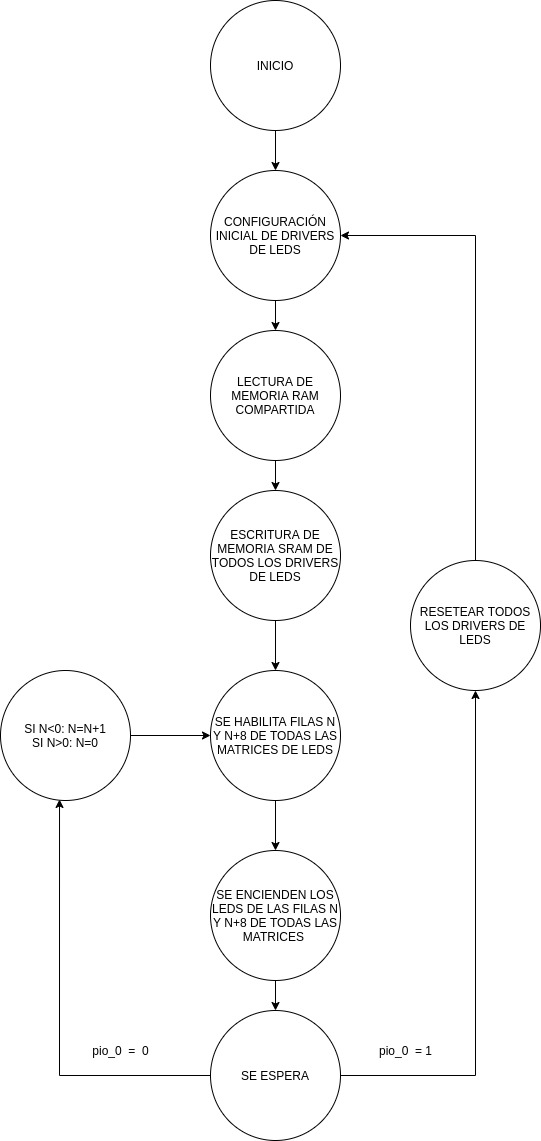 INICIO
CONFIGURACIÓN
INICIAL DE DRIVERS
DE LEDS
LECTURA DE
MEMORIA RAM
COMPARTIDA
ESCRITURA DE
MEMORIA SRAM DE
TODOS LOS DRIVERS
DE LEDS
RESETEAR TODOS
LOS DRIVERS DE
LEDS
SI N<0: N=N+1
SI N>0: N=0
SE HABILITA FILAS N
Y N+8 DE TODAS LAS
MATRICES DE LEDS
SE ENCIENDEN LOS
LEDS DE LAS FILAS N
Y N+8 DE TODAS LAS
MATRICES
pio_0 = 0
pio_0 = 1
SE ESPERA